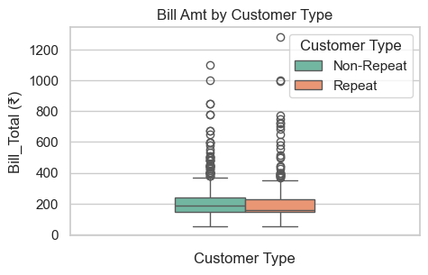 Bill Amt by Customer Type
Customer Type
Non-Repeat
Repeat
Bill_Total (₹)
1200
1000
800
600
400
200
0
Customer Type